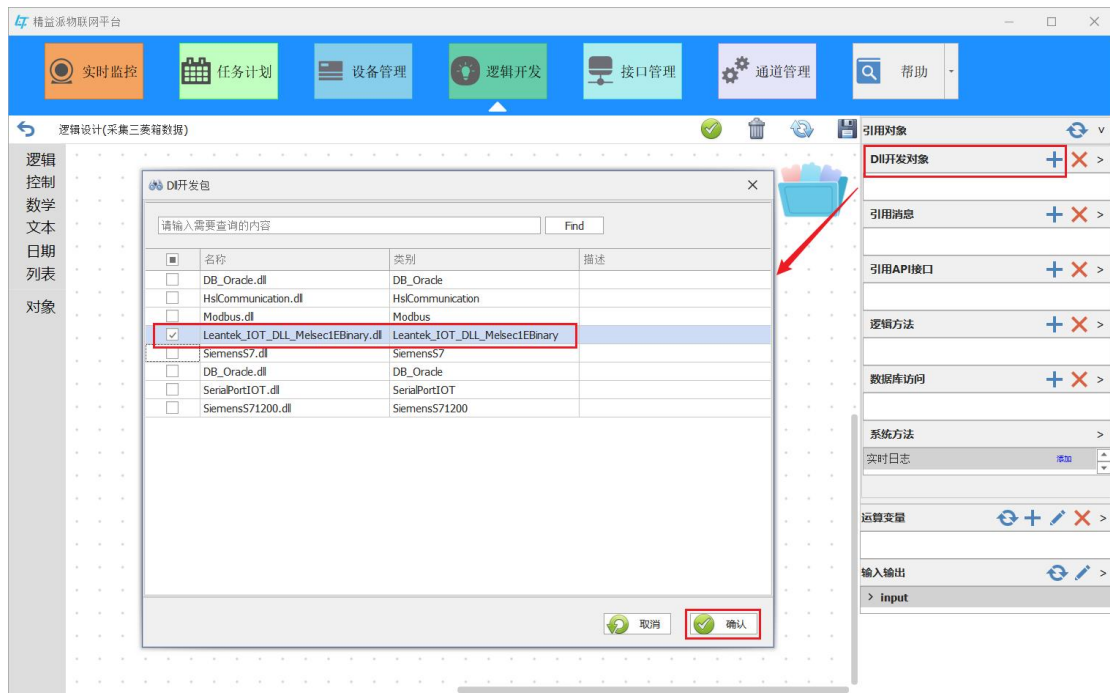 精益派物联网平台
实时监控
任务计划
设备管理
逻辑开发
接口管理
通道管理
帮助
逻辑设计(采集三菱箱数据)
逻辑
控制
数学
文本
日期
列表
对象
Dll开发包
请输入需要查询的内容 Find
名称 类别 描述
DB_Oracle.dll DB_Oracle
HslCommunication.dll HslCommunication
Modbus.dll Modbus
Leantek_IOT_DLL_Melsec1EBinary.dll Leantek_IOT_DLL_Melsec1EBinary
SiemensS7.dll SiemensS7
DB_Oracle.dll DB_Oracle
SerialPortIOT.dll SerialPortIOT
SiemensS71200.dll SiemensS71200
取消 确认
引用对象
Dll开发对象
引用消息
引用API接口
逻辑方法
数据库访问
系统方法
实时日志 添加
运算变量
输入输出
input